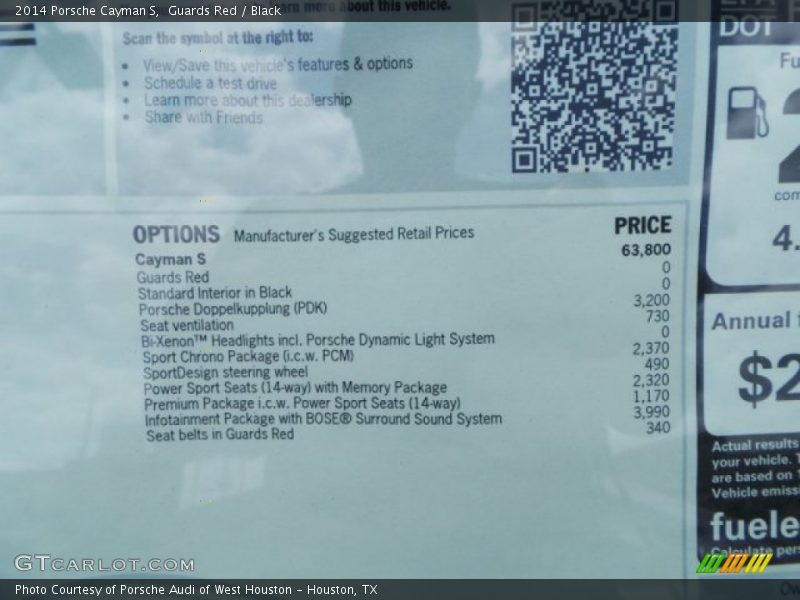 2014 Porsche Cayman S, Guards Red / Black
more about this vehicle.
Scan the symbol at the right to:
• View/Save this vehicle's features & options
• Schedule a test drive
• Learn more about this dealership
• Share with Friends
DOT
OPTIONS Manufacturer's Suggested Retail Prices PRICE
Cayman S 63,800
Guards Red 0
Standard Interior in Black 0
Porsche Doppelkupplung (PDK) 3,200
Seat ventilation 730
Bi-Xenon™ Headlights incl. Porsche Dynamic Light System 0
Sport Chrono Package (i.c.w. PCM) 2,370
SportDesign steering wheel 490
Power Sport Seats (14-way) with Memory Package 2,320
Premium Package i.c.w. Power Sport Seats (14-way) 1,170
Infotainment Package with BOSE® Surround Sound System 3,990
Seat belts in Guards Red 340
4.
Annual
$2
Actual results
your vehicle.
are based on
Vehicle emiss
fuele
Calculate pers
GTCARLOT.COM
Photo Courtesy of Porsche Audi of West Houston - Houston, TX